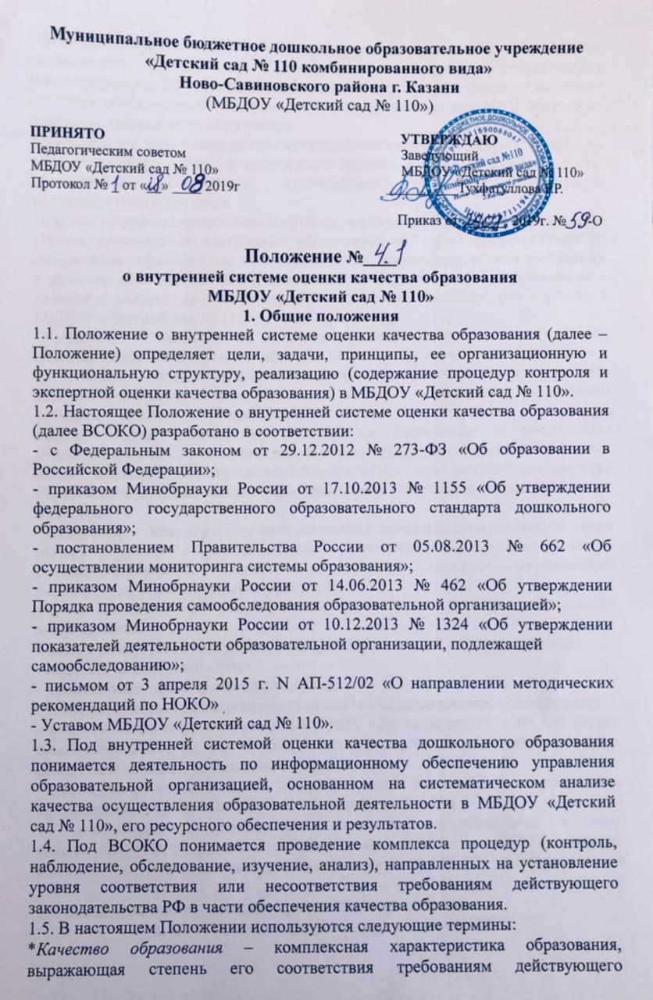 Муниципальное бюджетное дошкольное образовательное учреждение
«Детский сад № 110 комбинированного вида»
Ново-Савиновского района г. Казани
(МБДОУ «Детский сад № 110»)
ПРИНЯТО
Педагогическим советом
МБДОУ «Детский сад № 110»
Протокол № 1 от «28» 08 2019г
УТВЕРЖДАЮ
Заведующий
МБДОУ «Детский сад № 110»
Тухфатуллова Р.Р.
Приказ от 2019г. № 59-О
Положение № 4.1
о внутренней системе оценки качества образования
МБДОУ «Детский сад № 110»
1. Общие положения
1.1. Положение о внутренней системе оценки качества образования (далее –
Положение) определяет цели, задачи, принципы, ее организационную и
функциональную структуру, реализацию (содержание процедур контроля и
экспертной оценки качества образования) в МБДОУ «Детский сад № 110».
1.2. Настоящее Положение о внутренней системе оценки качества образования
(далее ВСОКО) разработано в соответствии:
- с Федеральным законом от 29.12.2012 № 273-ФЗ «Об образовании в
Российской Федерации»;
- приказом Минобрнауки России от 17.10.2013 № 1155 «Об утверждении
федерального государственного образовательного стандарта дошкольного
образования»;
- постановлением Правительства России от 05.08.2013 № 662 «Об
осуществлении мониторинга системы образования»;
- приказом Минобрнауки России от 14.06.2013 № 462 «Об утверждении
Порядка проведения самообследования образовательной организацией»;
- приказом Минобрнауки России от 10.12.2013 № 1324 «Об утверждении
показателей деятельности образовательной организации, подлежащей
самообследованию»;
- письмом от 3 апреля 2015 г. N АП-512/02 «О направлении методических
рекомендаций по НОКО»
- Уставом МБДОУ «Детский сад № 110».
1.3. Под внутренней системой оценки качества дошкольного образования
понимается деятельность по информационному обеспечению управления
образовательной организацией, основанном на систематическом анализе
качества осуществления образовательной деятельности в МБДОУ «Детский
сад № 110», его ресурсного обеспечения и результатов.
1.4. Под ВСОКО понимается проведение комплекса процедур (контроль,
наблюдение, обследование, изучение, анализ), направленных на установление
уровня соответствия или несоответствия требованиям действующего
законодательства РФ в части обеспечения качества образования.
1.5. В настоящем Положении используются следующие термины:
*Качество образования – комплексная характеристика образования,
выражающая степень его соответствия требованиям действующего